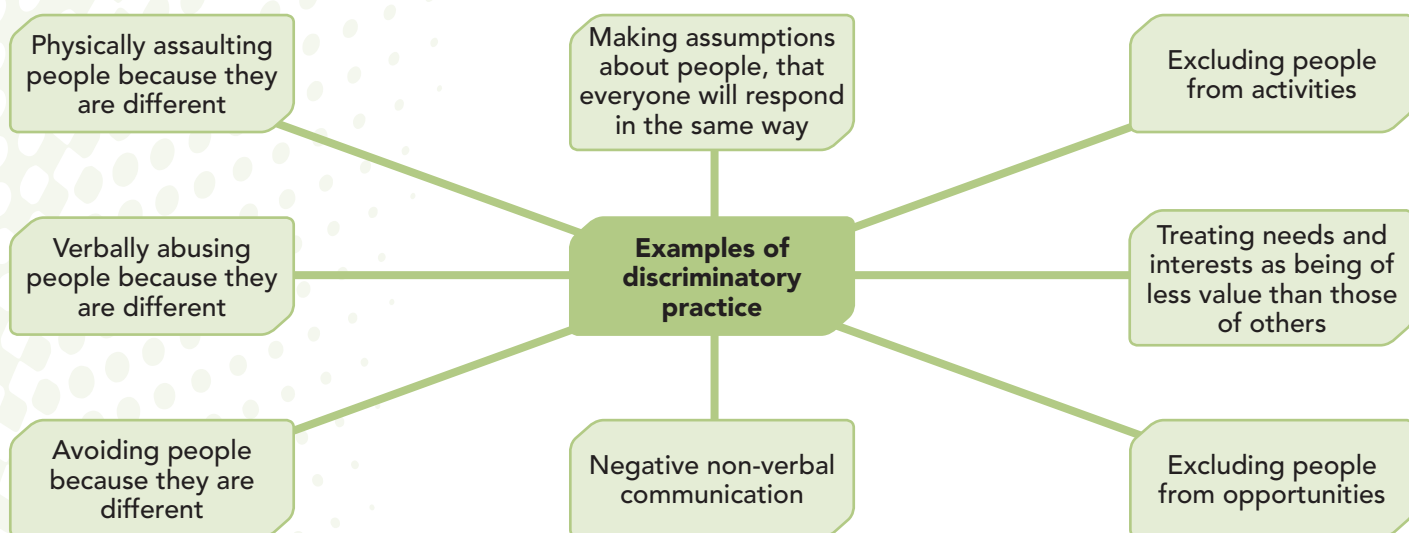 Physically assaulting
people because they
are different
Making assumptions
about people, that
everyone will respond
in the same way
Excluding people
from activities
Verbally abusing
people because they
are different
Examples of
discriminatory
practice
Treating needs and
interests as being of
less value than those
of others
Avoiding people
because they are
different
Negative non-verbal
communication
Excluding people
from opportunities